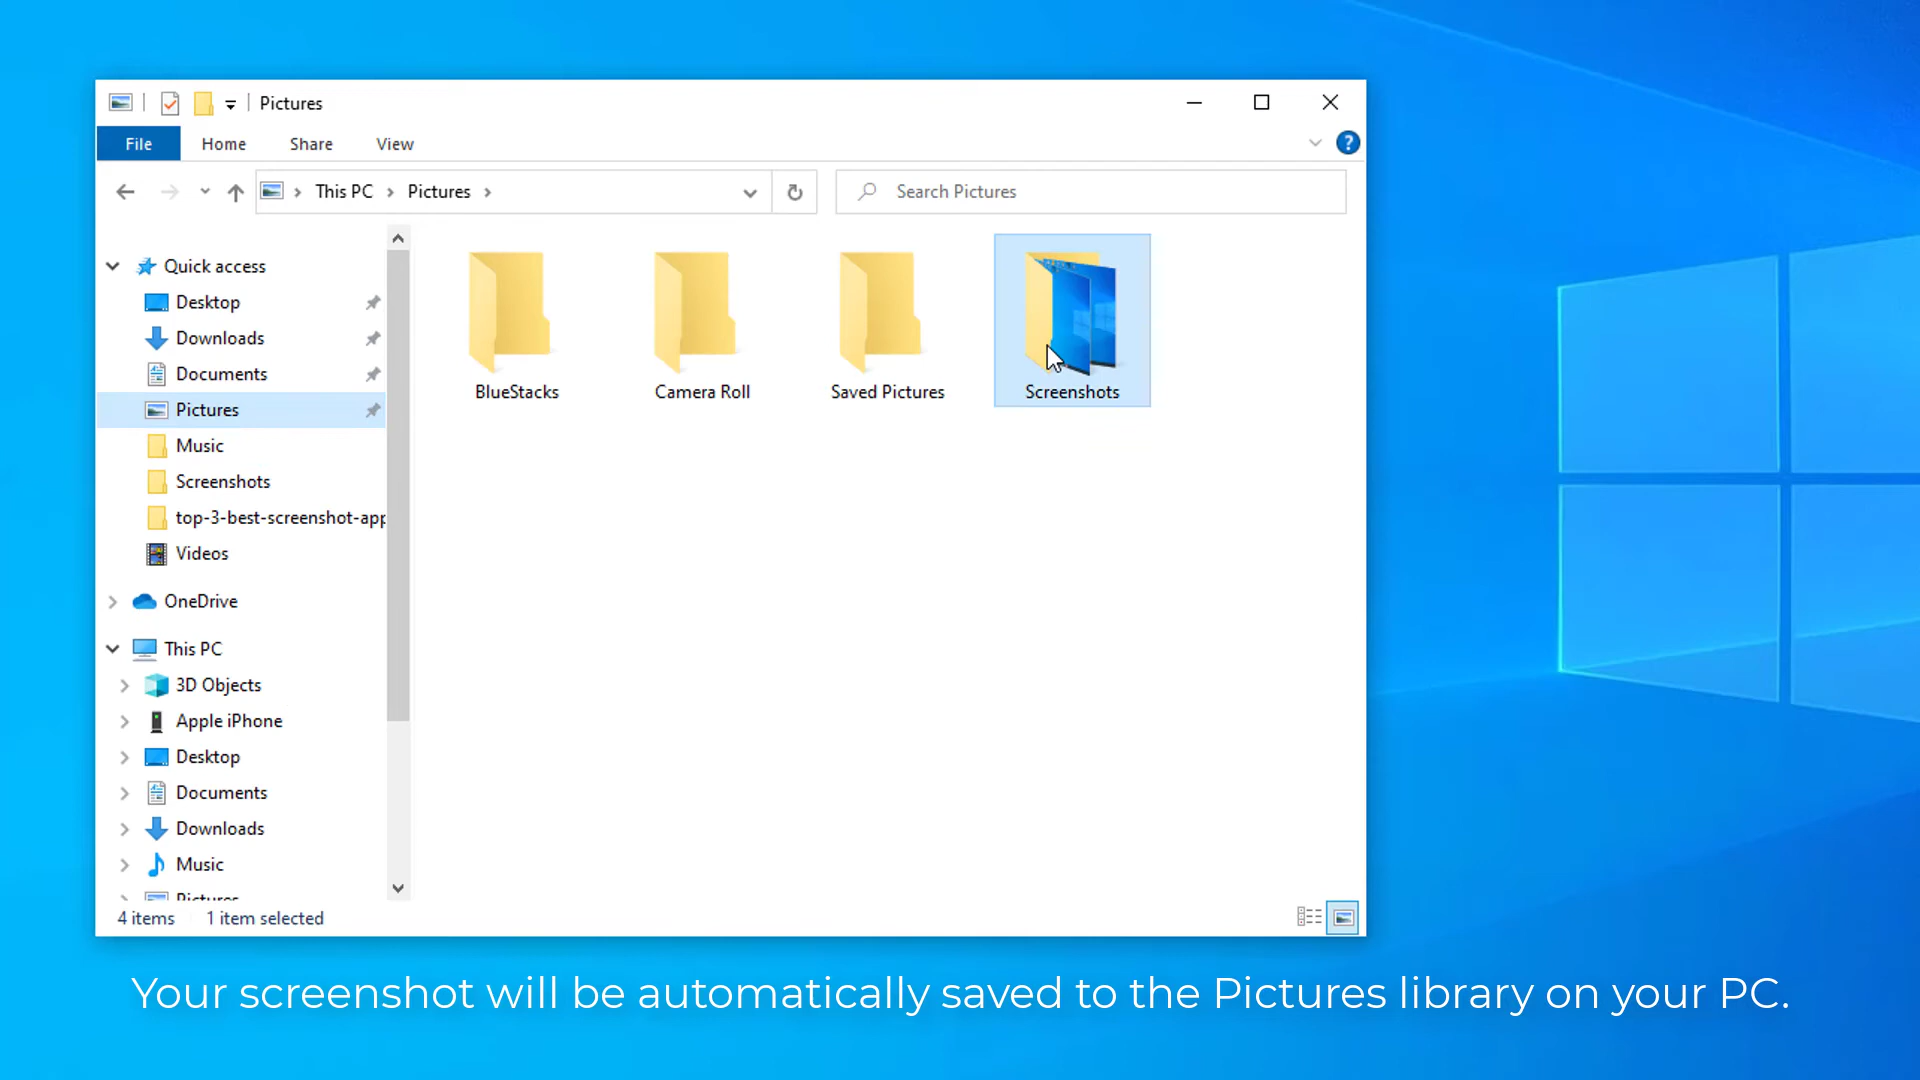 Pictures
File Home Share View
?
This PC Pictures
Search Pictures
Quick access
Desktop
Downloads
Documents
Pictures
Music
Screenshots
top-3-best-screenshot-app
Videos
OneDrive
This PC
3D Objects
Apple iPhone
Desktop
Documents
Downloads
Music
Pictures
BlueStacks Camera Roll Saved Pictures Screenshots
4 items 1 item selected
Your screenshot will be automatically saved to the Pictures library on your PC.